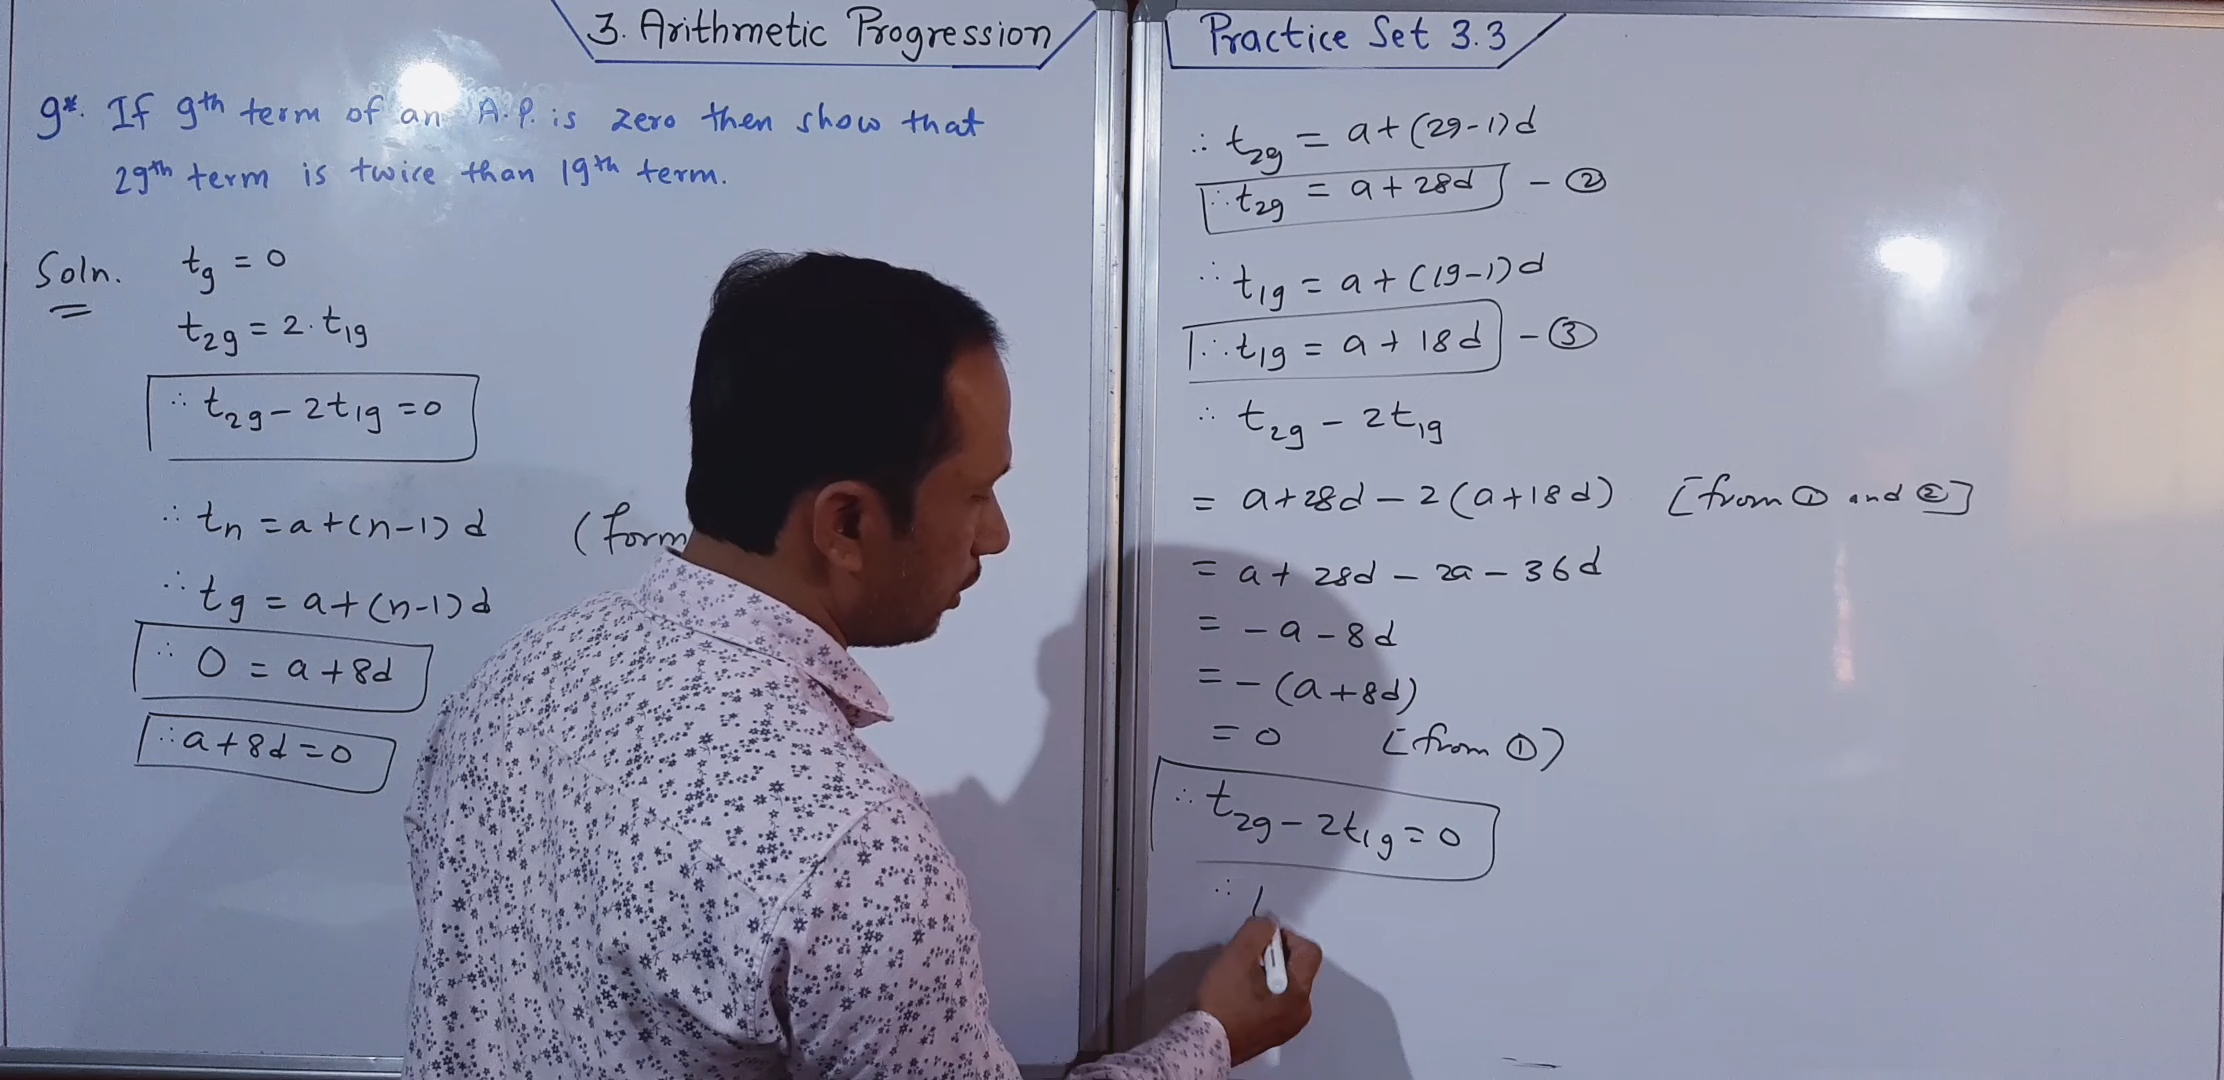 3. Arithmetic Progression
9*. If 9th term of an A.P. is zero then show that
29th term is twice than 19th term.
Soln. t₉ = 0
t₂₉ = 2·t₁₉
∴ t₂₉ - 2t₁₉ = 0
∴ tₙ = a + (n-1) d
∴ t₉ = a + (n-1) d
∴ 0 = a + 8d
∴ a + 8d = 0
Practice Set 3.3
∴ t₂₉ = a + (29-1) d
∴ t₂₉ = a + 28d - ②
∴ t₁₉ = a + (19-1) d
∴ t₁₉ = a + 18d - ③
∴ t₂₉ - 2t₁₉
= a + 28d - 2(a + 18d) [from ① and ②]
= a + 28d - 2a - 36d
= -a - 8d
= -(a + 8d)
= 0 [from ①)
∴ t₂₉ - 2t₁₉ = 0
∴